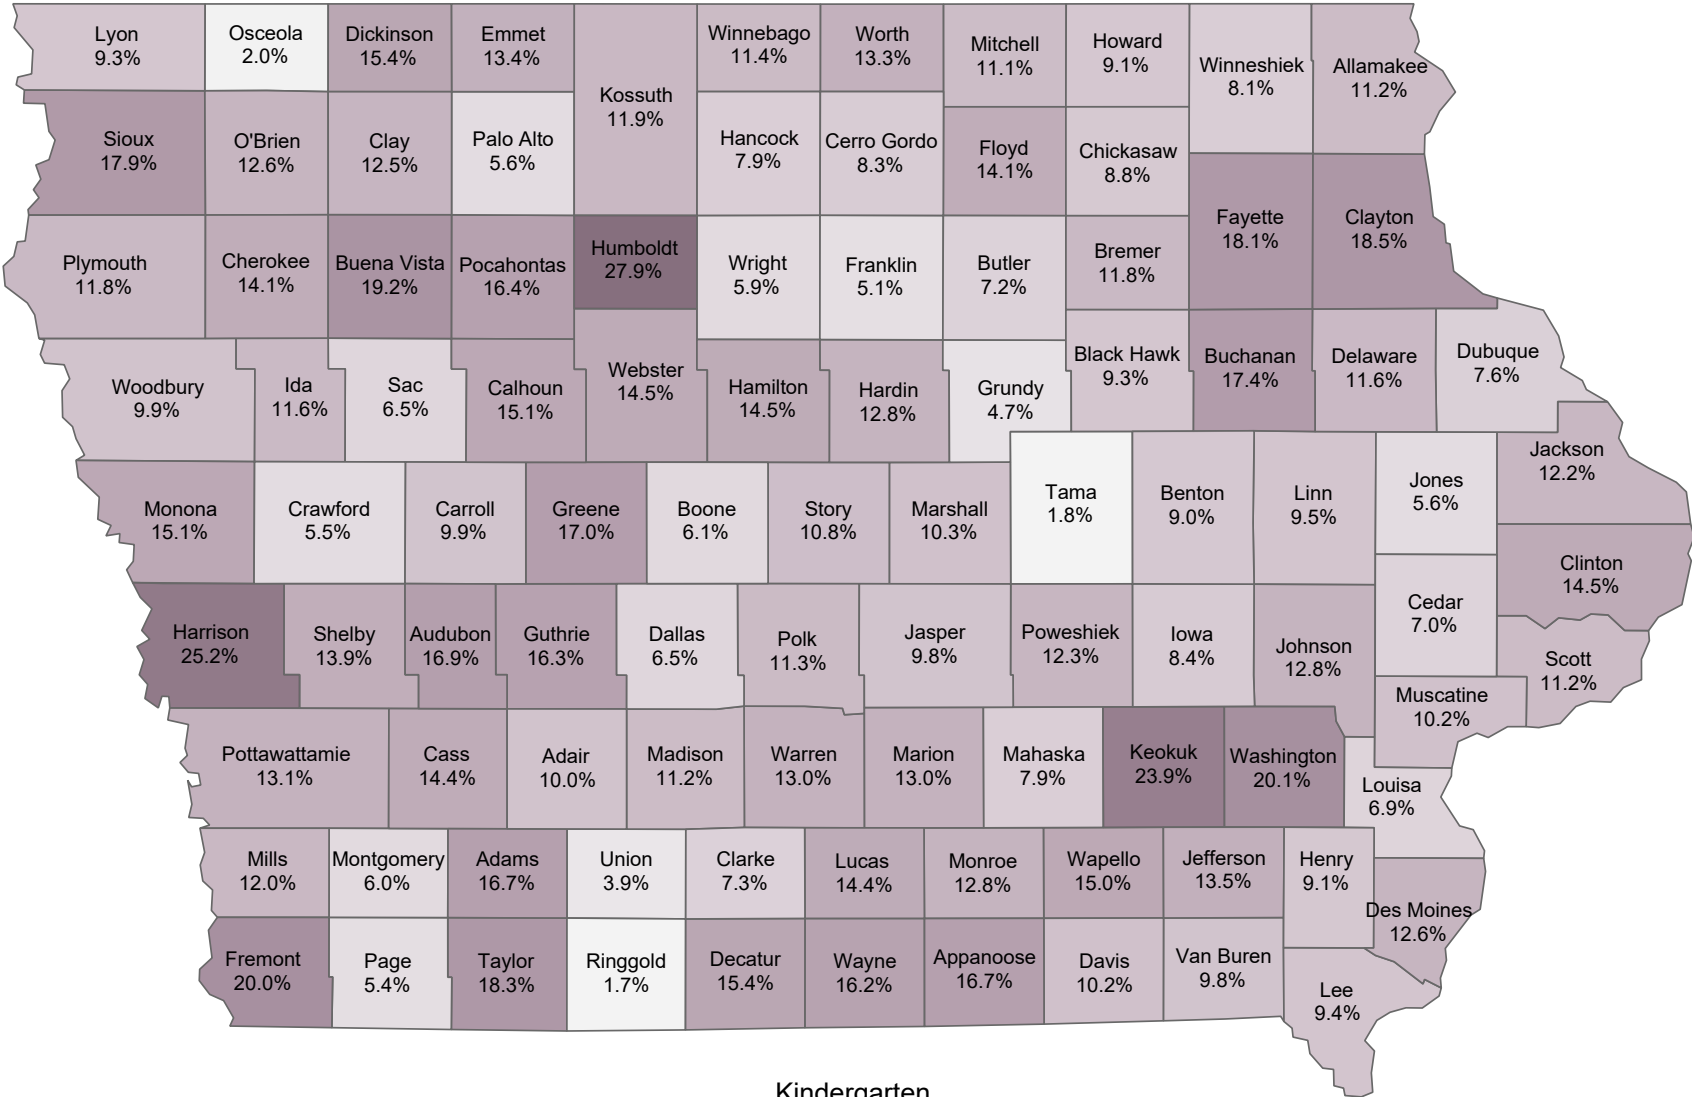 Lyon
9.3%
Osceola
2.0%
Dickinson
15.4%
Emmet
13.4%
Kossuth
11.9%
Winnebago
11.4%
Worth
13.3%
Mitchell
11.1%
Howard
9.1%
Winneshiek
8.1%
Allamakee
11.2%
Sioux
17.9%
O'Brien
12.6%
Clay
12.5%
Palo Alto
5.6%
Hancock
7.9%
Cerro Gordo
8.3%
Floyd
14.1%
Chickasaw
8.8%
Fayette
18.1%
Clayton
18.5%
Plymouth
11.8%
Cherokee
14.1%
Buena Vista
19.2%
Pocahontas
16.4%
Humboldt
27.9%
Wright
5.9%
Franklin
5.1%
Butler
7.2%
Bremer
11.8%
Woodbury
9.9%
Ida
11.6%
Sac
6.5%
Calhoun
15.1%
Webster
14.5%
Hamilton
14.5%
Hardin
12.8%
Grundy
4.7%
Black Hawk
9.3%
Buchanan
17.4%
Delaware
11.6%
Dubuque
7.6%
Monona
15.1%
Crawford
5.5%
Carroll
9.9%
Greene
17.0%
Boone
6.1%
Story
10.8%
Marshall
10.3%
Tama
1.8%
Benton
9.0%
Linn
9.5%
Jones
5.6%
Jackson
12.2%
Clinton
14.5%
Harrison
25.2%
Shelby
13.9%
Audubon
16.9%
Guthrie
16.3%
Dallas
6.5%
Polk
11.3%
Jasper
9.8%
Poweshiek
12.3%
Iowa
8.4%
Johnson
12.8%
Cedar
7.0%
Scott
11.2%
Muscatine
10.2%
Pottawattamie
13.1%
Cass
14.4%
Adair
10.0%
Madison
11.2%
Warren
13.0%
Marion
13.0%
Mahaska
7.9%
Keokuk
23.9%
Washington
20.1%
Louisa
6.9%
Mills
12.0%
Montgomery
6.0%
Adams
16.7%
Union
3.9%
Clarke
7.3%
Lucas
14.4%
Monroe
12.8%
Wapello
15.0%
Jefferson
13.5%
Henry
9.1%
Des Moines
12.6%
Fremont
20.0%
Page
5.4%
Taylor
18.3%
Ringgold
1.7%
Decatur
15.4%
Wayne
16.2%
Appanoose
16.7%
Davis
10.2%
Van Buren
9.8%
Lee
9.4%
Kindergarten